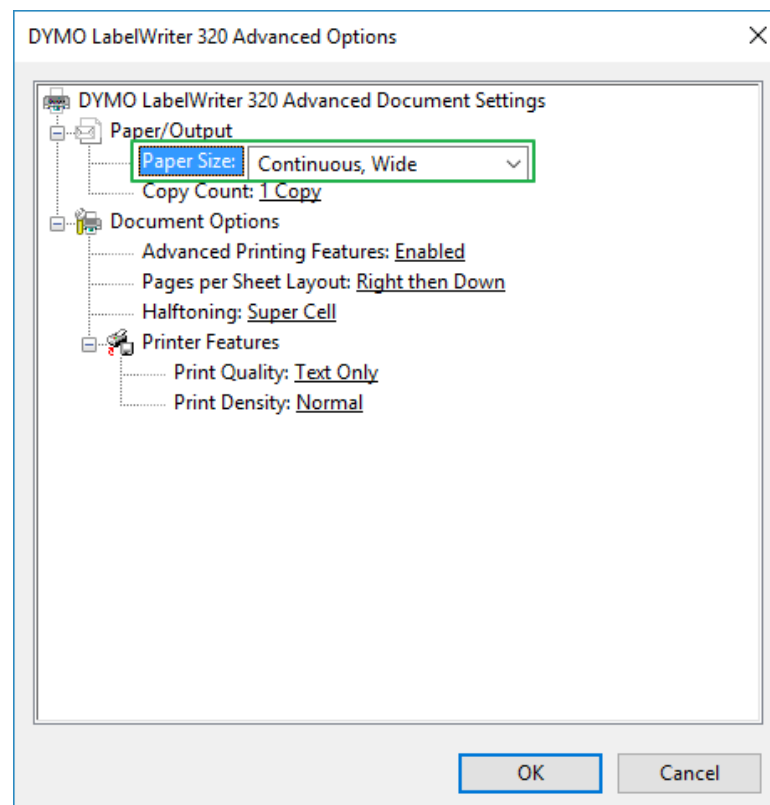 DYMO LabelWriter 320 Advanced Options
DYMO LabelWriter 320 Advanced Document Settings
Paper/Output
Paper Size: Continuous, Wide
Copy Count: 1 Copy
Document Options
Advanced Printing Features: Enabled
Pages per Sheet Layout: Right then Down
Halftoning: Super Cell
Printer Features
Print Quality: Text Only
Print Density: Normal
OK Cancel